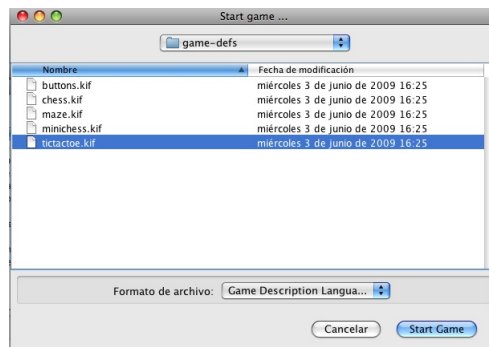 Start game ...
game-defs
Nombre Fecha de modificación
buttons.kif miércoles 3 de junio de 2009 16:25
chess.kif miércoles 3 de junio de 2009 16:25
maze.kif miércoles 3 de junio de 2009 16:25
minichess.kif miércoles 3 de junio de 2009 16:25
tictactoe.kif miércoles 3 de junio de 2009 16:25
Formato de archivo: Game Description Langua...
Cancelar Start Game